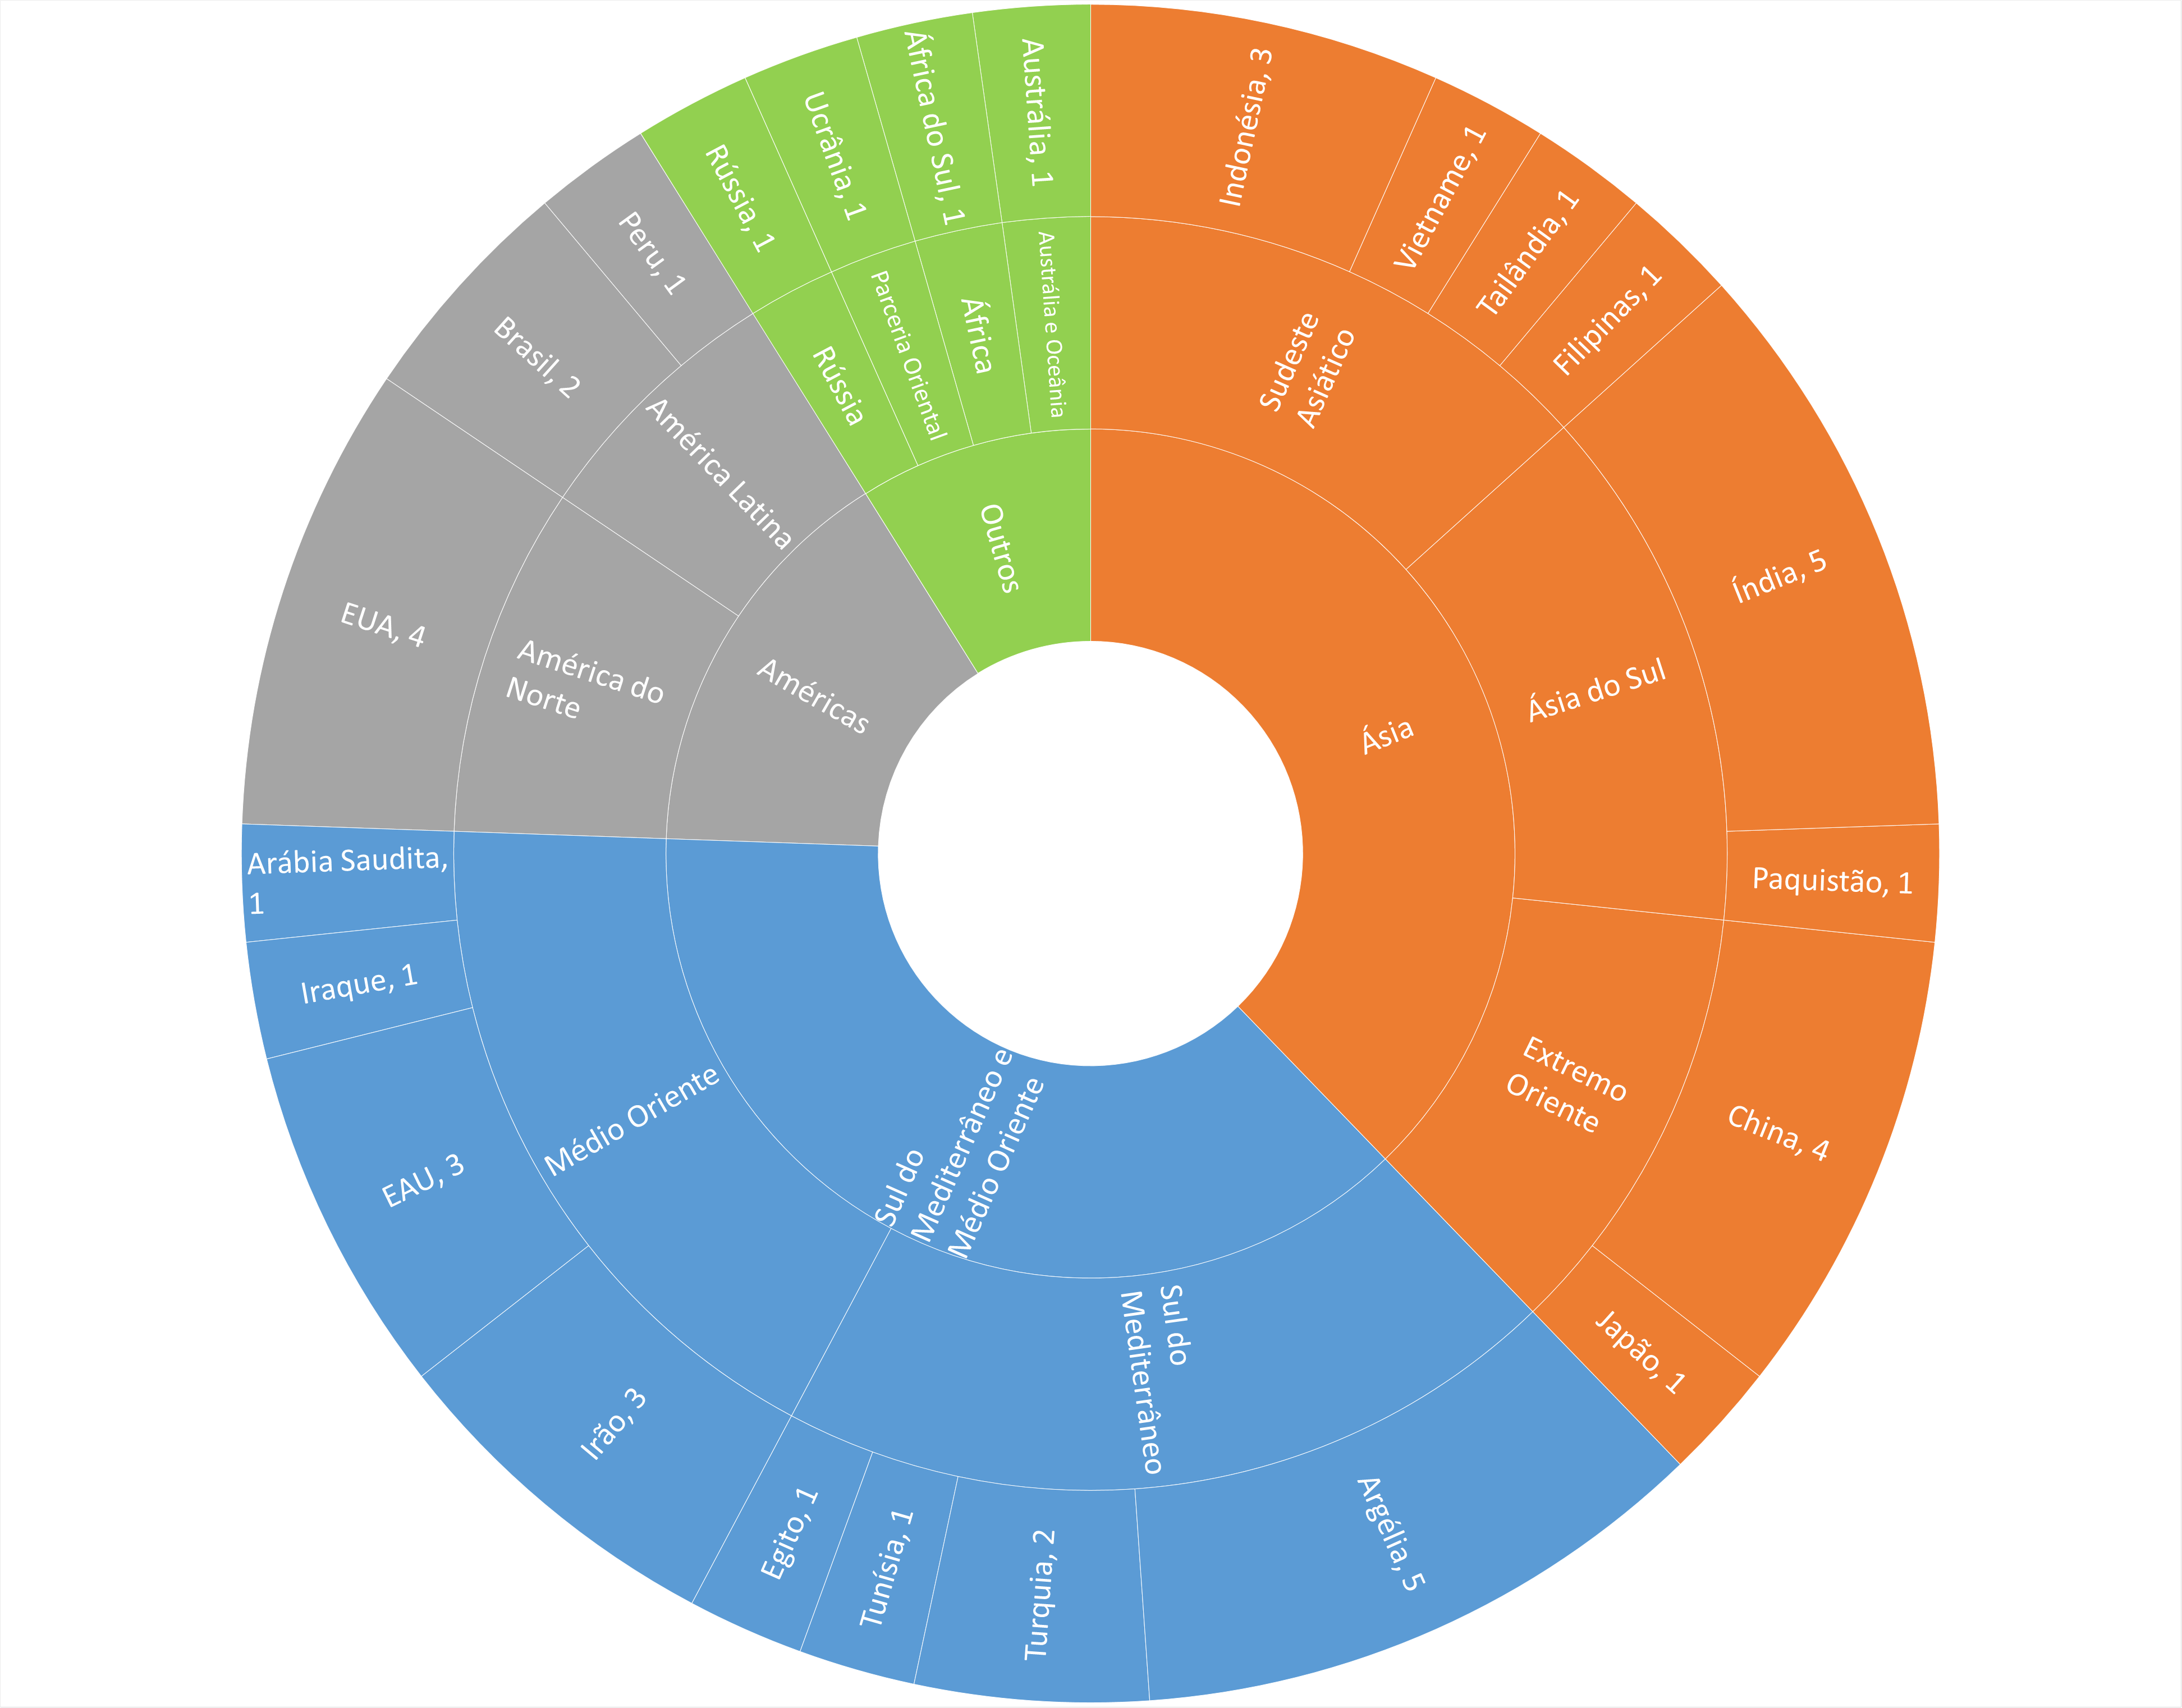 Ásia
Sudeste
Asiático
Indonésia, 3
Vietname, 1
Tailândia, 1
Filipinas, 1
Ásia do Sul
Índia, 5
Paquistão, 1
Extremo
Oriente
China, 4
Japão, 1
Sul do
Mediterrâneo e
Médio Oriente
Sul do
Mediterrâneo
Argélia, 5
Turquia, 2
Tunísia, 1
Egito, 1
Médio Oriente
Irão, 3
EAU, 3
Iraque, 1
Arábia Saudita,
1
Américas
América do
Norte
EUA, 4
América Latina
Brasil, 2
Peru, 1
Outros
Rússia
Rússia, 1
Parceria Oriental
Ucrânia, 1
África
África do Sul, 1
Austrália e Oceânia
Austrália, 1